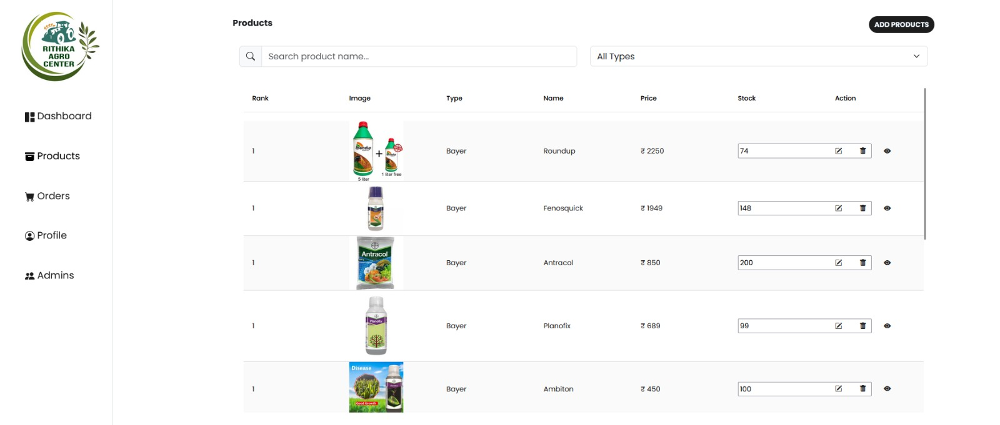 RITHIKA
AGRO
CENTER
Dashboard
Products
Orders
Profile
Admins
Products
ADD PRODUCTS
Search product name...
All Types
Rank Image Type Name Price Stock Action
1 Bayer Roundup ₹ 2250 74
Roundup
+
5 liter
1 liter free
1 Bayer Fenosquick ₹ 1949 148
1 Bayer Antracol ₹ 850 200
Antracol
1 Bayer Planofix ₹ 689 99
Planofix
1 Bayer Ambiton ₹ 450 100
Disease
Good Growth